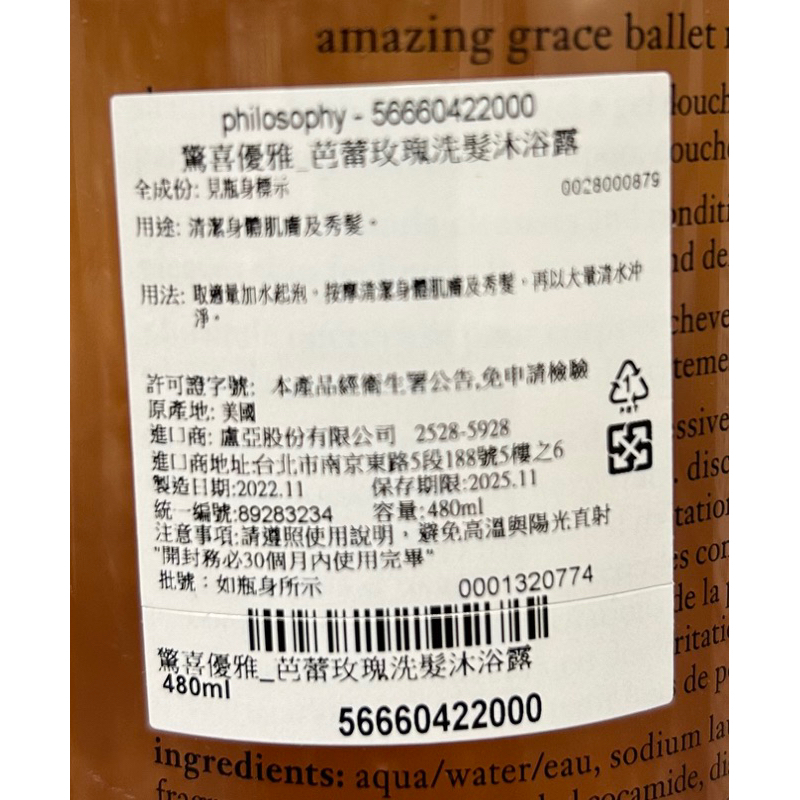 amazing grace ballet
philosophy - 56660422000
驚喜優雅_芭蕾玫瑰洗髮沐浴露
全成份: 見瓶身標示
0028000879
用途: 清潔身體肌膚及秀髮。
用法: 取適量加水起泡，按摩清潔身體肌膚及秀髮，再以大量清水沖
淨。
許可證字號: 本產品經衛生署公告,免申請檢驗
原產地: 美國
進口商: 盧亞股份有限公司 2528-5928
進口商地址:台北市南京東路5段188號5樓之6
製造日期:2022.11 保存期限:2025.11
統一編號:89283234 容量:480ml
注意事項:請遵照使用說明，避免高溫與陽光直射
"開封務必30個月內使用完畢"
批號：如瓶身所示 0001320774
1
PET
驚喜優雅_芭蕾玫瑰洗髮沐浴露
480ml
56660422000
ingredients: aqua/water/eau, sodium